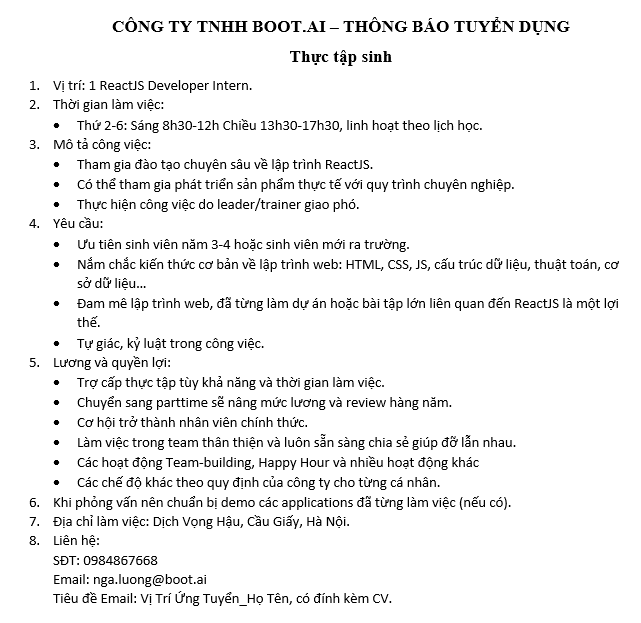 CÔNG TY TNHH BOOT.AI – THÔNG BÁO TUYỂN DỤNG
Thực tập sinh
1. Vị trí: 1 ReactJS Developer Intern.
2. Thời gian làm việc:
• Thứ 2-6: Sáng 8h30-12h Chiều 13h30-17h30, linh hoạt theo lịch học.
3. Mô tả công việc:
• Tham gia đào tạo chuyên sâu về lập trình ReactJS.
• Có thể tham gia phát triển sản phẩm thực tế với quy trình chuyên nghiệp.
• Thực hiện công việc do leader/trainer giao phó.
4. Yêu cầu:
• Ưu tiên sinh viên năm 3-4 hoặc sinh viên mới ra trường.
• Nắm chắc kiến thức cơ bản về lập trình web: HTML, CSS, JS, cấu trúc dữ liệu, thuật toán, cơ
sở dữ liệu…
• Đam mê lập trình web, đã từng làm dự án hoặc bài tập lớn liên quan đến ReactJS là một lợi
thế.
• Tự giác, kỷ luật trong công việc.
5. Lương và quyền lợi:
• Trợ cấp thực tập tùy khả năng và thời gian làm việc.
• Chuyển sang parttime sẽ nâng mức lương và review hàng năm.
• Cơ hội trở thành nhân viên chính thức.
• Làm việc trong team thân thiện và luôn sẵn sàng chia sẻ giúp đỡ lẫn nhau.
• Các hoạt động Team-building, Happy Hour và nhiều hoạt động khác
• Các chế độ khác theo quy định của công ty cho từng cá nhân.
6. Khi phỏng vấn nên chuẩn bị demo các applications đã từng làm việc (nếu có).
7. Địa chỉ làm việc: Dịch Vọng Hậu, Cầu Giấy, Hà Nội.
8. Liên hệ:
SĐT: 0984867668
Email: nga.luong@boot.ai
Tiêu đề Email: Vị Trí Ứng Tuyển_Họ Tên, có đính kèm CV.